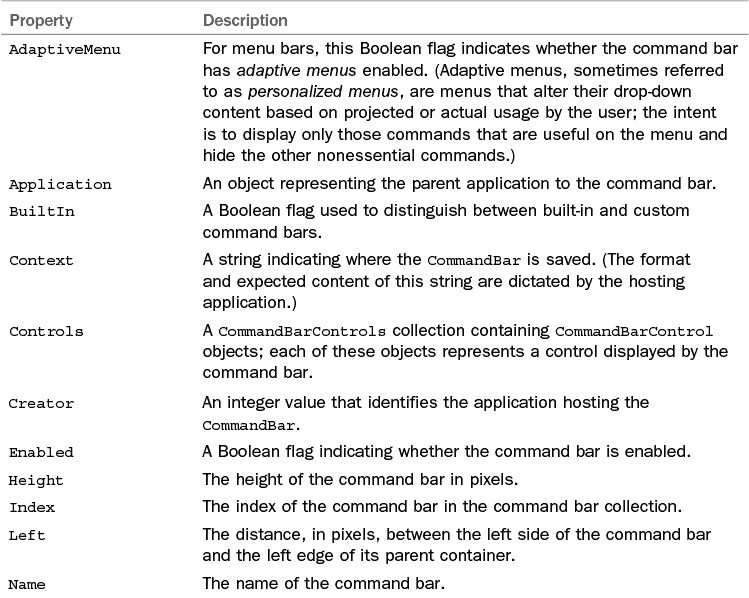 Property Description
AdaptiveMenu For menu bars, this Boolean flag indicates whether the command bar
has adaptive menus enabled. (Adaptive menus, sometimes referred
to as personalized menus, are menus that alter their drop-down
content based on projected or actual usage by the user; the intent
is to display only those commands that are useful on the menu and
hide the other nonessential commands.)
Application An object representing the parent application to the command bar.
BuiltIn A Boolean flag used to distinguish between built-in and custom
command bars.
Context A string indicating where the CommandBar is saved. (The format
and expected content of this string are dictated by the hosting
application.)
Controls A CommandBarControls collection containing CommandBarControl
objects; each of these objects represents a control displayed by the
command bar.
Creator An integer value that identifies the application hosting the
CommandBar.
Enabled A Boolean flag indicating whether the command bar is enabled.
Height The height of the command bar in pixels.
Index The index of the command bar in the command bar collection.
Left The distance, in pixels, between the left side of the command bar
and the left edge of its parent container.
Name The name of the command bar.